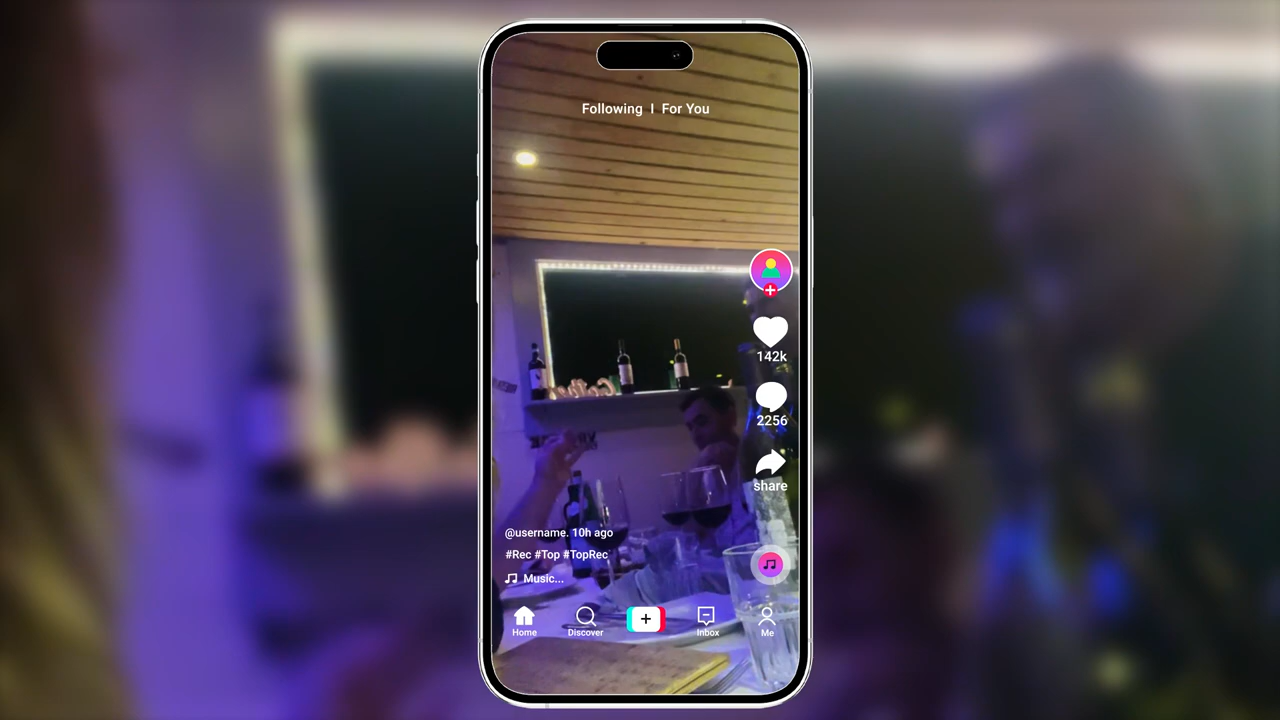 Following I For You
142k
2256
share
@username. 10h ago
#Rec #Top #TopRec
Music...
Home
Discover
Inbox
Me